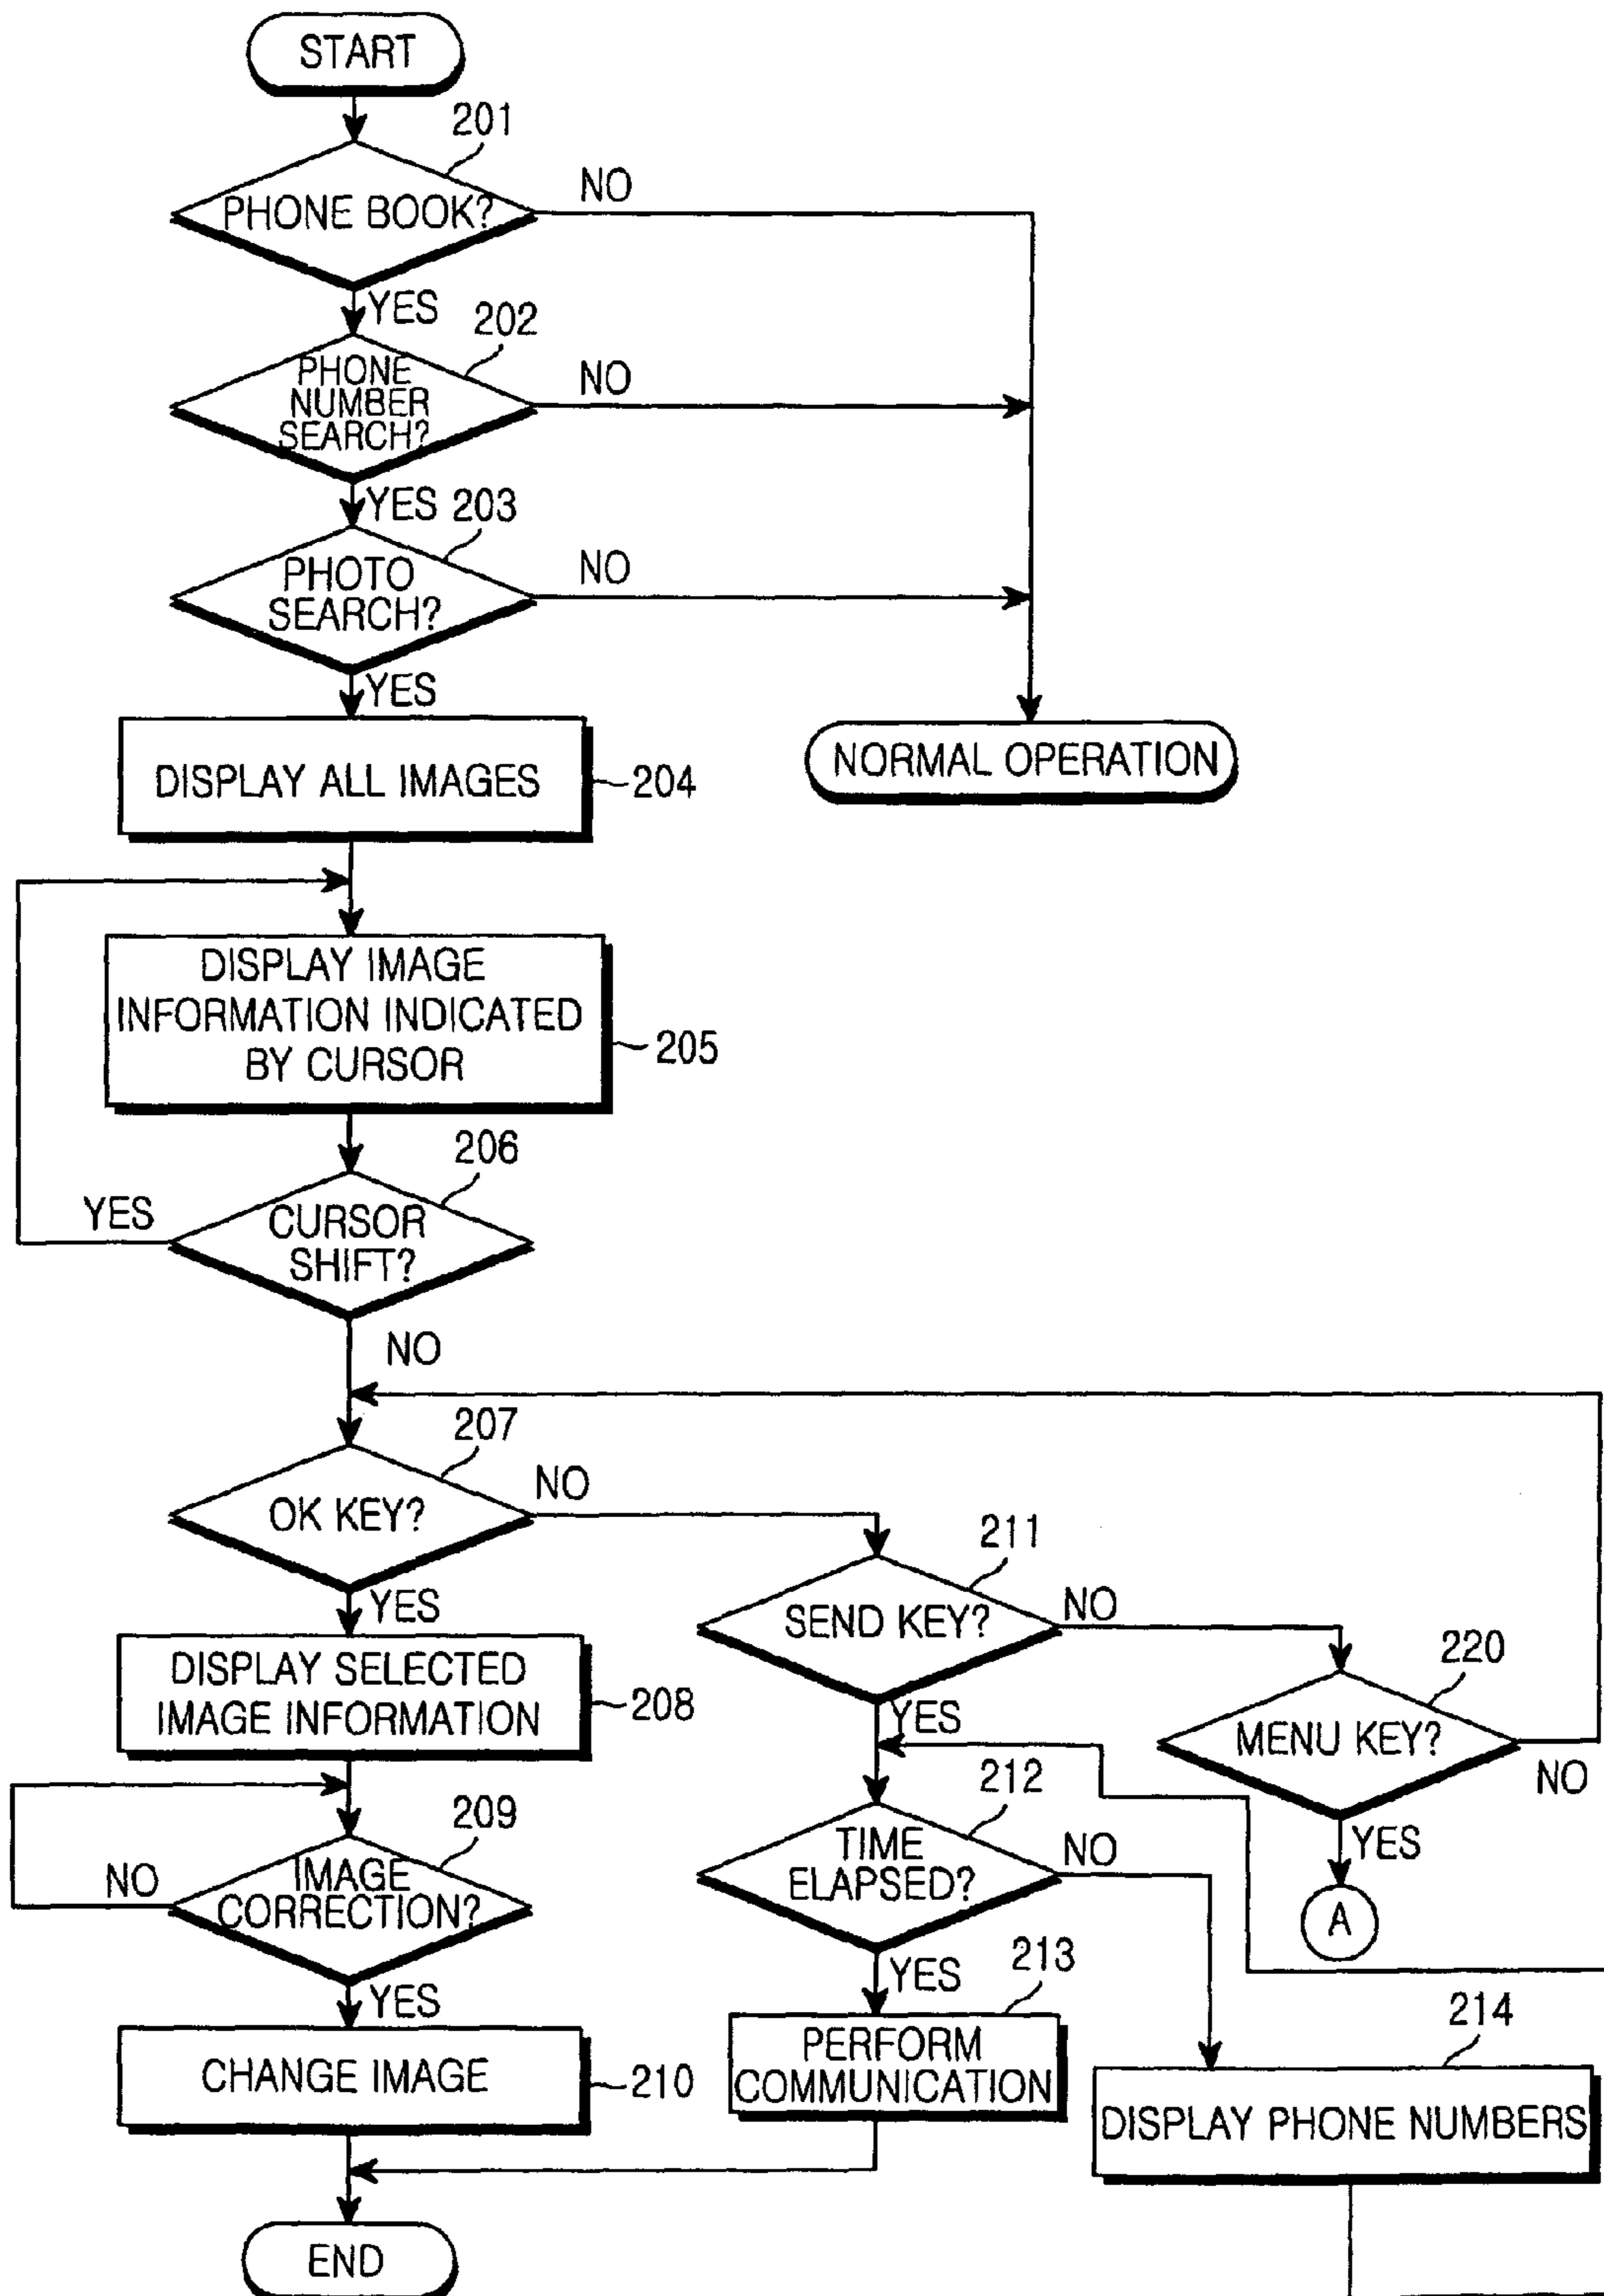 START
201
PHONE BOOK?
NO
YES
202
PHONE
NUMBER
SEARCH?
NO
YES
203
PHOTO
SEARCH?
NO
YES
DISPLAY ALL IMAGES
204
NORMAL OPERATION
DISPLAY IMAGE
INFORMATION INDICATED
BY CURSOR
205
206
YES
CURSOR
SHIFT?
NO
207
OK KEY?
NO
YES
211
SEND KEY?
NO
YES
220
MENU KEY?
NO
YES
A
DISPLAY SELECTED
IMAGE INFORMATION
208
209
NO
IMAGE
CORRECTION?
YES
212
TIME
ELAPSED?
NO
YES
213
PERFORM
COMMUNICATION
214
DISPLAY PHONE NUMBERS
CHANGE IMAGE
210
END